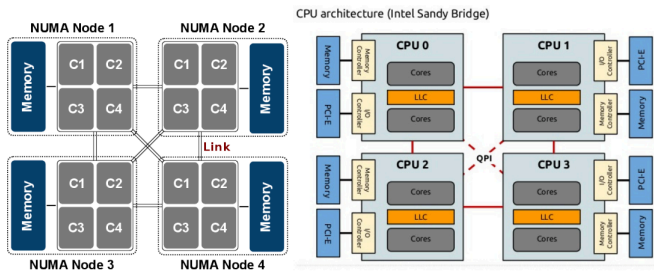 CPU architecture (Intel Sandy Bridge)
NUMA Node 1
NUMA Node 2
Memory
C1 C2
C3 C4
C1 C2
C3 C4
Memory
Link
Memory
C1 C2
C3 C4
C1 C2
C3 C4
Memory
NUMA Node 3
NUMA Node 4
Memory
Memory Controller
PCI-E
I/O Controller
CPU 0
Cores
LLC
Cores
CPU 1
Cores
LLC
Cores
I/O Controller
PCI-E
Memory Controller
Memory
QPI
Memory
Memory Controller
PCI-E
I/O Controller
CPU 2
Cores
LLC
Cores
CPU 3
Cores
LLC
Cores
I/O Controller
PCI-E
Memory Controller
Memory